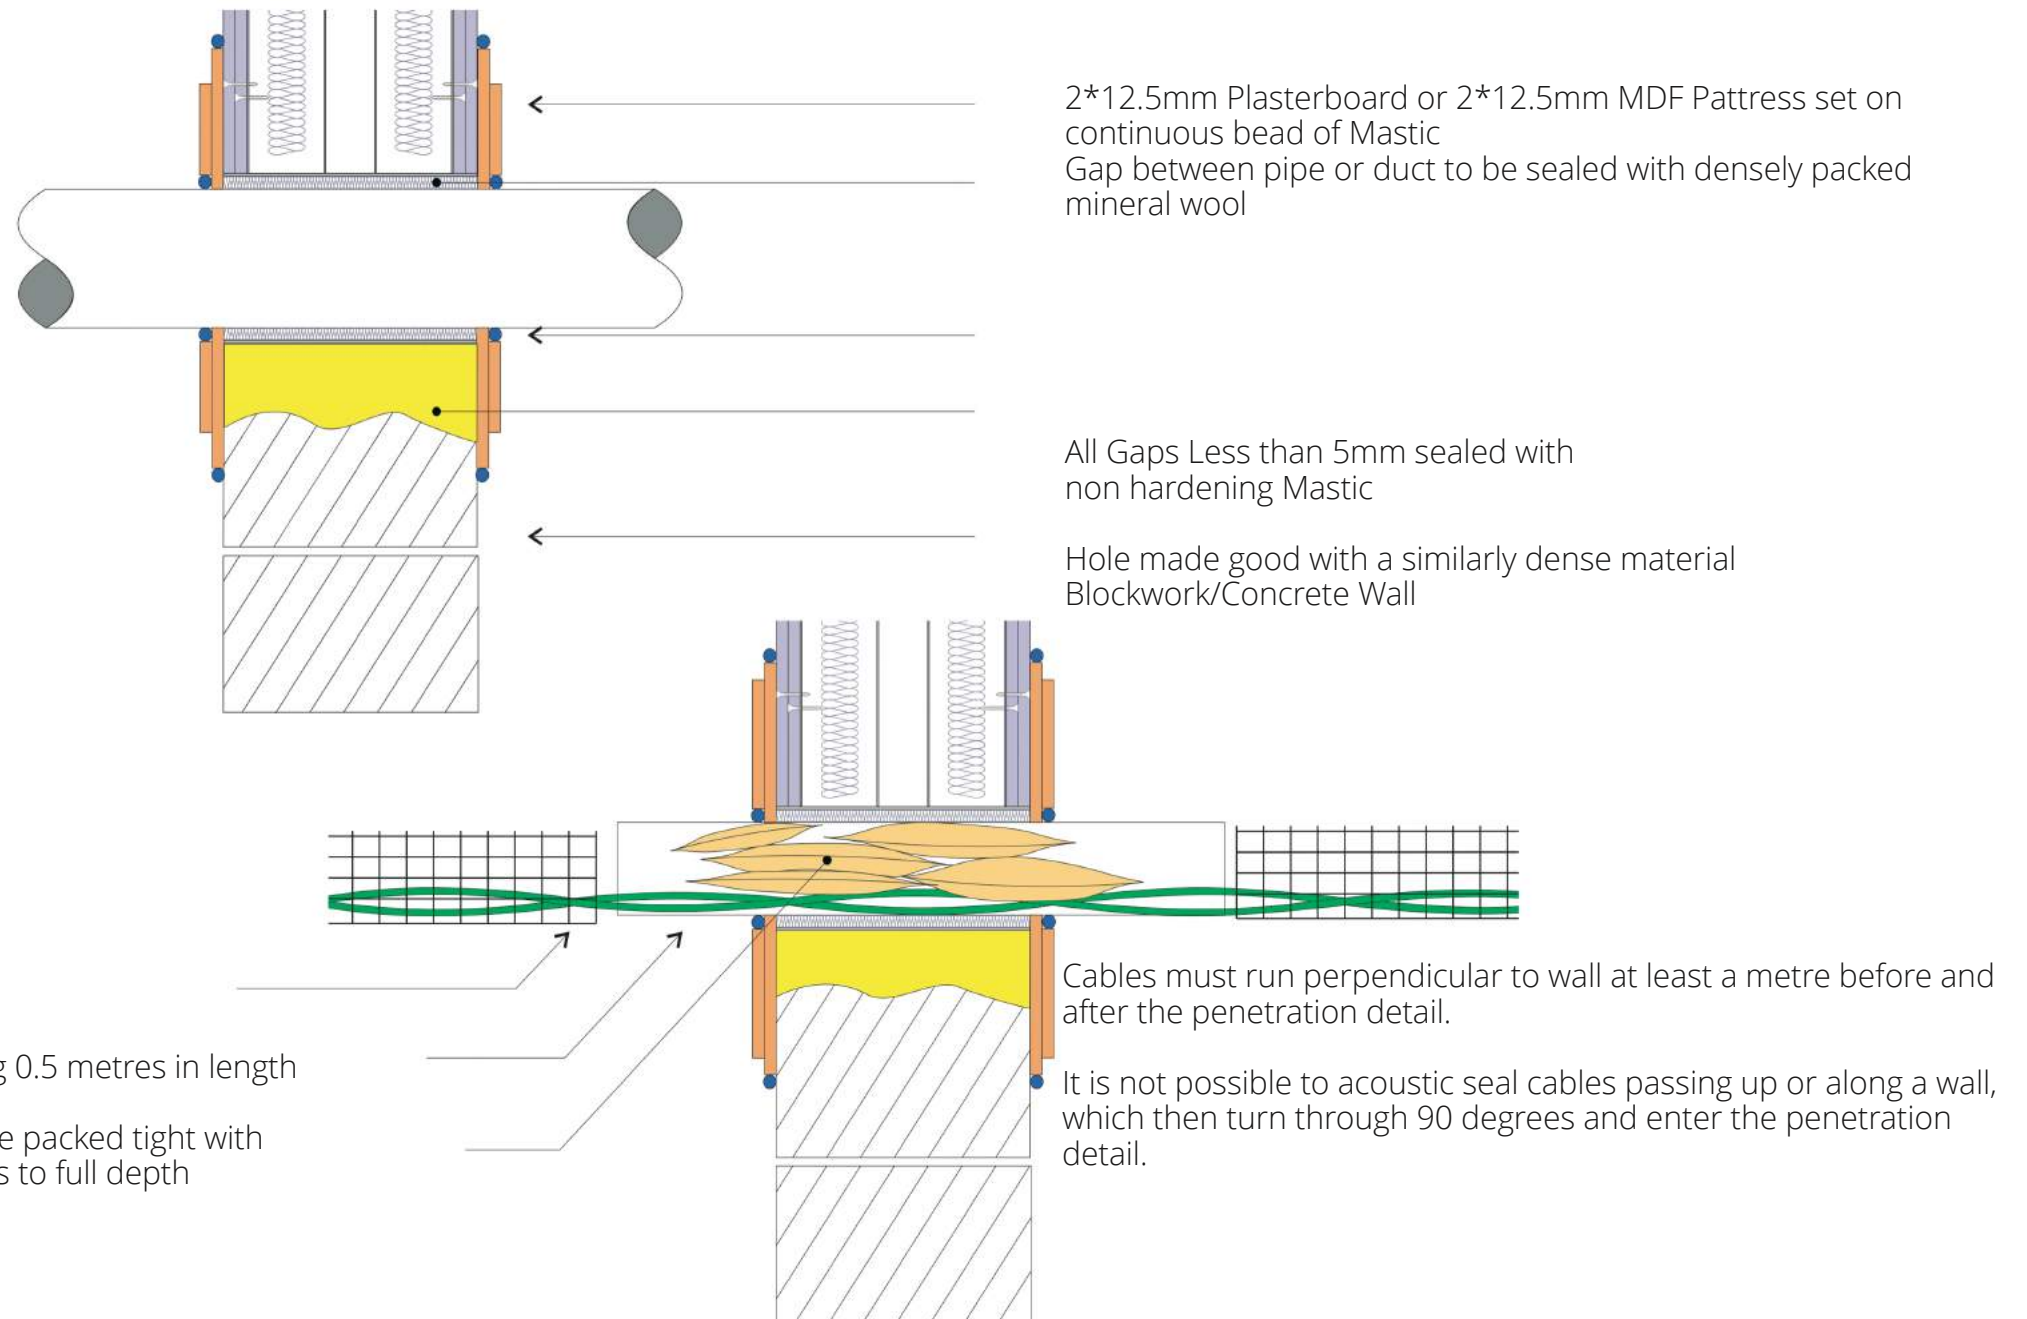 2*12.5mm Plasterboard or 2*12.5mm MDF Pattress set on
continuous bead of Mastic
Gap between pipe or duct to be sealed with densely packed
mineral wool
All Gaps Less than 5mm sealed with
non hardening Mastic
Hole made good with a similarly dense material
Blockwork/Concrete Wall
Cables must run perpendicular to wall at least a metre before and
after the penetration detail.
It is not possible to acoustic seal cables passing up or along a wall,
which then turn through 90 degrees and enter the penetration
detail.
0.5 metres in length
packed tight with
to full depth